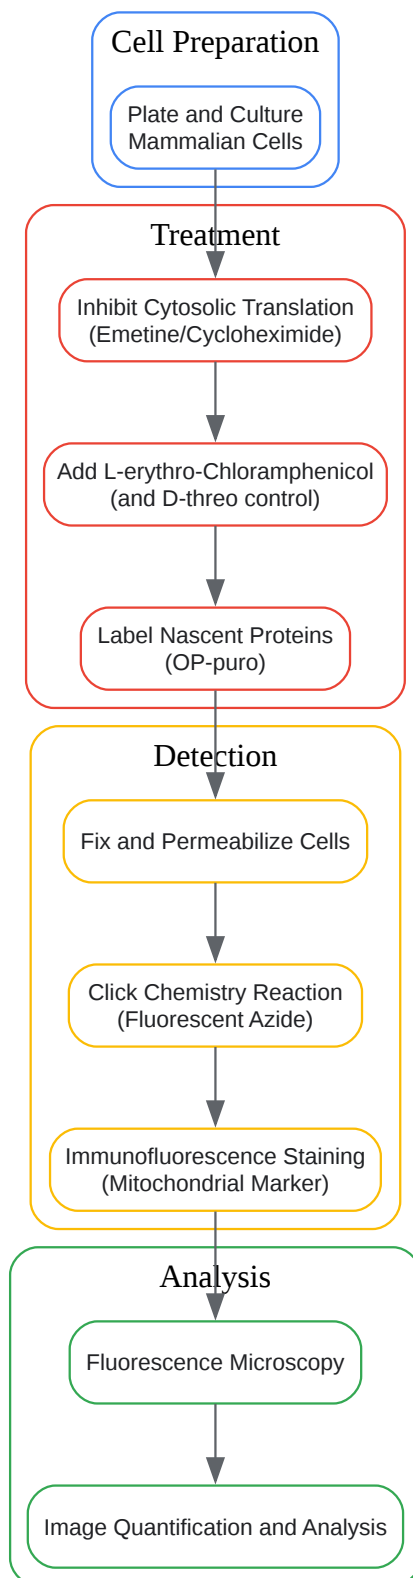 Cell Preparation
Plate and Culture
Mammalian Cells
Treatment
Inhibit Cytosolic Translation
(Emetine/Cycloheximide)
Add L-erythro-Chloramphenicol
(and D-threo control)
Label Nascent Proteins
(OP-puro)
Detection
Fix and Permeabilize Cells
Click Chemistry Reaction
(Fluorescent Azide)
Immunofluorescence Staining
(Mitochondrial Marker)
Analysis
Fluorescence Microscopy
Image Quantification and Analysis